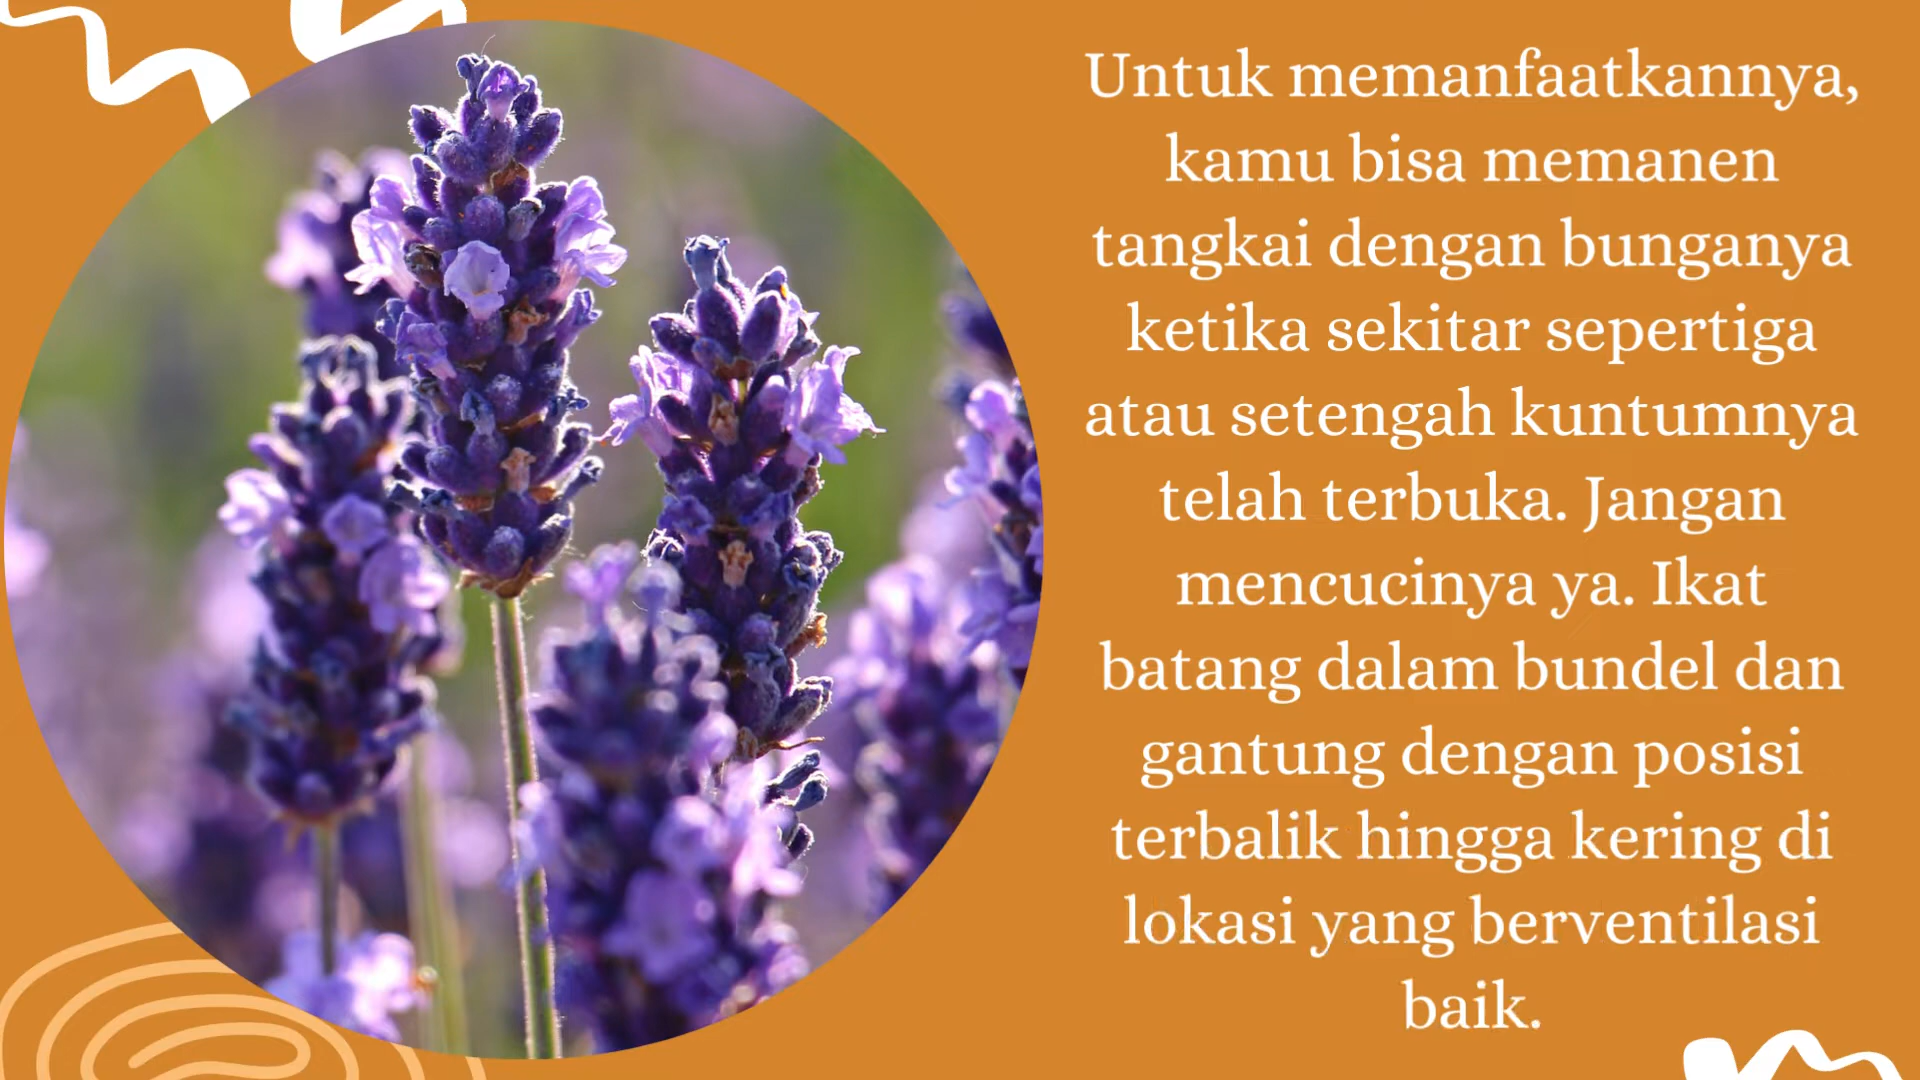 Untuk memanfaatkannya,
kamu bisa memanen
tangkai dengan bunganya
ketika sekitar sepertiga
atau setengah kuntumnya
telah terbuka. Jangan
mencucinya ya. Ikat
batang dalam bundel dan
gantung dengan posisi
terbalik hingga kering di
lokasi yang berventilasi
baik.